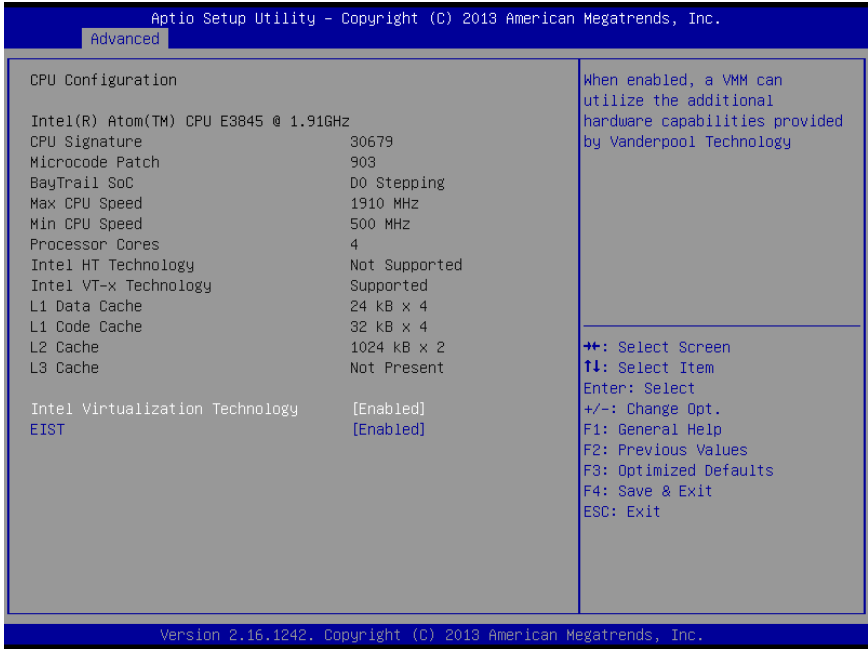 Aptio Setup Utility – Copyright (C) 2013 American Megatrends, Inc.
Advanced
CPU Configuration
Intel(R) Atom(TM) CPU E3845 @ 1.91GHz
CPU Signature 30679
Microcode Patch 903
BayTrail SoC D0 Stepping
Max CPU Speed 1910 MHz
Min CPU Speed 500 MHz
Processor Cores 4
Intel HT Technology Not Supported
Intel VT-x Technology Supported
L1 Data Cache 24 kB x 4
L1 Code Cache 32 kB x 4
L2 Cache 1024 kB x 2
L3 Cache Not Present
Intel Virtualization Technology [Enabled]
EIST [Enabled]
When enabled, a VMM can
utilize the additional
hardware capabilities provided
by Vanderpool Technology
→←: Select Screen
↑↓: Select Item
Enter: Select
+/-: Change Opt.
F1: General Help
F2: Previous Values
F3: Optimized Defaults
F4: Save & Exit
ESC: Exit
Version 2.16.1242. Copyright (C) 2013 American Megatrends, Inc.